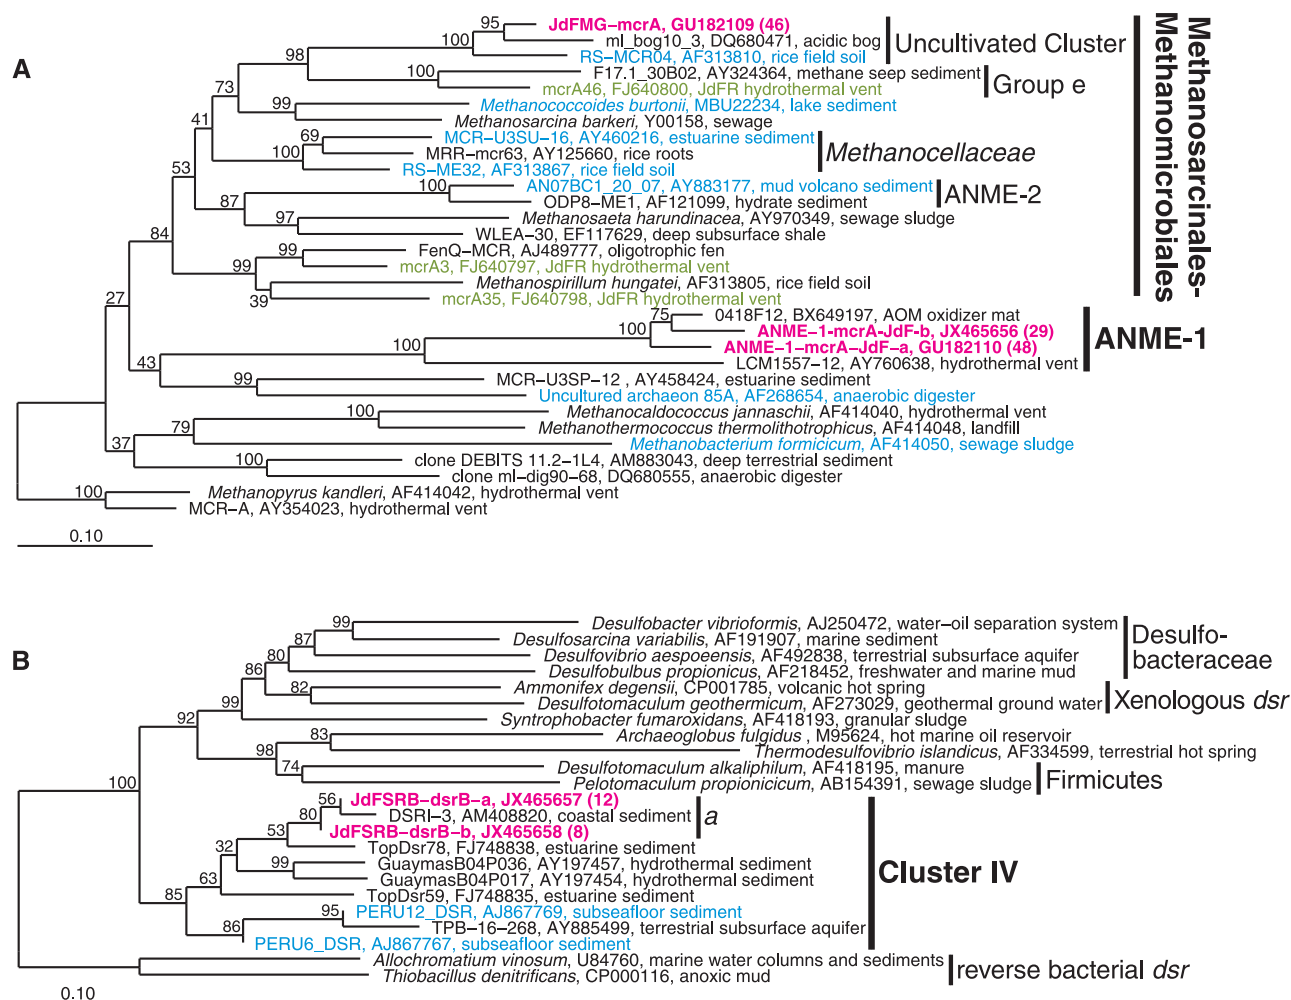 A
95
JdFMG–mcrA, GU182109 (46)
100
ml_bog10_3, DQ680471, acidic bog
RS–MCR04, AF313810, rice field soil
Uncultivated Cluster
98
100
F17.1_30B02, AY324364, methane seep sediment
mcrA46, FJ640800, JdFR hydrothermal vent
Group e
73
99
Methanococcoides burtonii, MBU22234, lake sediment
Methanosarcina barkeri, Y00158, sewage
41
69
MCR–U3SU–16, AY460216, estuarine sediment
100
MRR–mcr63, AY125660, rice roots
RS–ME32, AF313867, rice field soil
Methanocellaceae
53
100
AN07BC1_20_07, AY883177, mud volcano sediment
ODP8–ME1, AF121099, hydrate sediment
ANME-2
87
97
Methanosaeta harundinacea, AY970349, sewage sludge
WLEA–30, EF117629, deep subsurface shale
84
99
FenQ–MCR, AJ489777, oligotrophic fen
mcrA3, FJ640797, JdFR hydrothermal vent
99
Methanospirillum hungatei, AF313805, rice field soil
39
mcrA35, FJ640798, JdFR hydrothermal vent
Methanosarcinales-
Methanomicrobiales
27
75
0418F12, BX649197, AOM oxidizer mat
100
ANME–1-mcrA-JdF-b, JX465656 (29)
100
ANME–1–mcrA–JdF–a, GU182110 (48)
LCM1557–12, AY760638, hydrothermal vent
ANME-1
43
99
MCR–U3SP–12 , AY458424, estuarine sediment
Uncultured archaeon 85A, AF268654, anaerobic digester
100
Methanocaldococcus jannaschii, AF414040, hydrothermal vent
79
Methanothermococcus thermolithotrophicus, AF414048, landfill
37
Methanobacterium formicicum, AF414050, sewage sludge
100
clone DEBITS 11.2–1L4, AM883043, deep terrestrial sediment
clone ml–dig90–68, DQ680555, anaerobic digester
100
Methanopyrus kandleri, AF414042, hydrothermal vent
MCR–A, AY354023, hydrothermal vent
0.10
B
99
Desulfobacter vibrioformis, AJ250472, water–oil separation system
87
Desulfosarcina variabilis, AF191907, marine sediment
80
Desulfovibrio aespoeensis, AF492838, terrestrial subsurface aquifer
86
Desulfobulbus propionicus, AF218452, freshwater and marine mud
Desulfo-
bacteraceae
82
Ammonifex degensii, CP001785, volcanic hot spring
Desulfotomaculum geothermicum, AF273029, geothermal ground water
Xenologous dsr
99
Syntrophobacter fumaroxidans, AF418193, granular sludge
92
83
Archaeoglobus fulgidus , M95624, hot marine oil reservoir
98
Thermodesulfovibrio islandicus, AF334599, terrestrial hot spring
74
Desulfotomaculum alkaliphilum, AF418195, manure
Pelotomaculum propionicum, AB154391, sewage sludge
Firmicutes
100
56
JdFSRB–dsrB–a, JX465657 (12)
80
DSRI–3, AM408820, coastal sediment
a
53
JdFSRB–dsrB–b, JX465658 (8)
TopDsr78, FJ748838, estuarine sediment
32
99
GuaymasB04P036, AY197457, hydrothermal sediment
63
GuaymasB04P017, AY197454, hydrothermal sediment
Cluster IV
85
TopDsr59, FJ748835, estuarine sediment
95
PERU12_DSR, AJ867769, subseafloor sediment
86
TPB–16–268, AY885499, terrestrial subsurface aquifer
PERU6_DSR, AJ867767, subseafloor sediment
Allochromatium vinosum, U84760, marine water columns and sediments
Thiobacillus denitrificans, CP000116, anoxic mud
reverse bacterial dsr
0.10